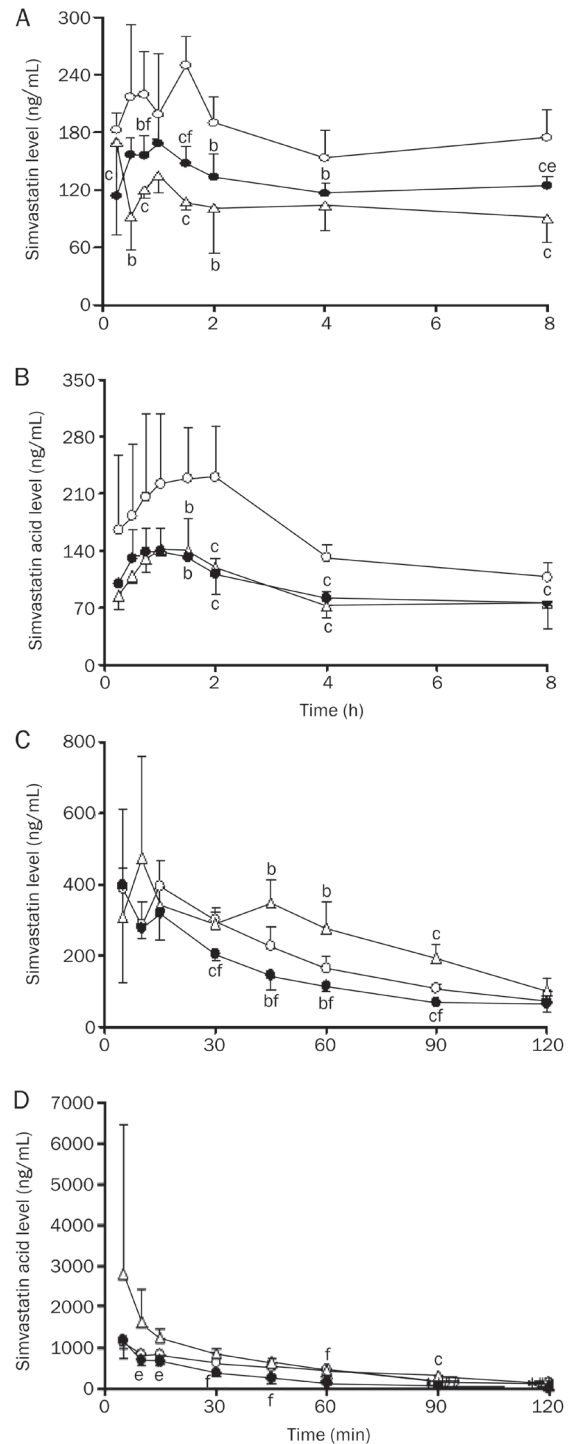 A
Simvastatin level (ng/mL)
300
240
180
120
60
0
c
b
bf
c
cf
c
b
b
b
ce
c
0
2
4
6
8
B
Simvastatin acid level (ng/mL)
350
280
210
140
70
0
b
b
c
c
c
c
c
0
2
4
6
8
Time (h)
C
Simvastatin level (ng/mL)
800
600
400
200
0
cf
b
bf
b
bf
c
cf
0
30
60
90
120
D
Simvastatin acid level (ng/mL)
7000
6000
5000
4000
3000
2000
1000
0
e
e
f
f
f
c
0
30
60
90
120
Time (min)